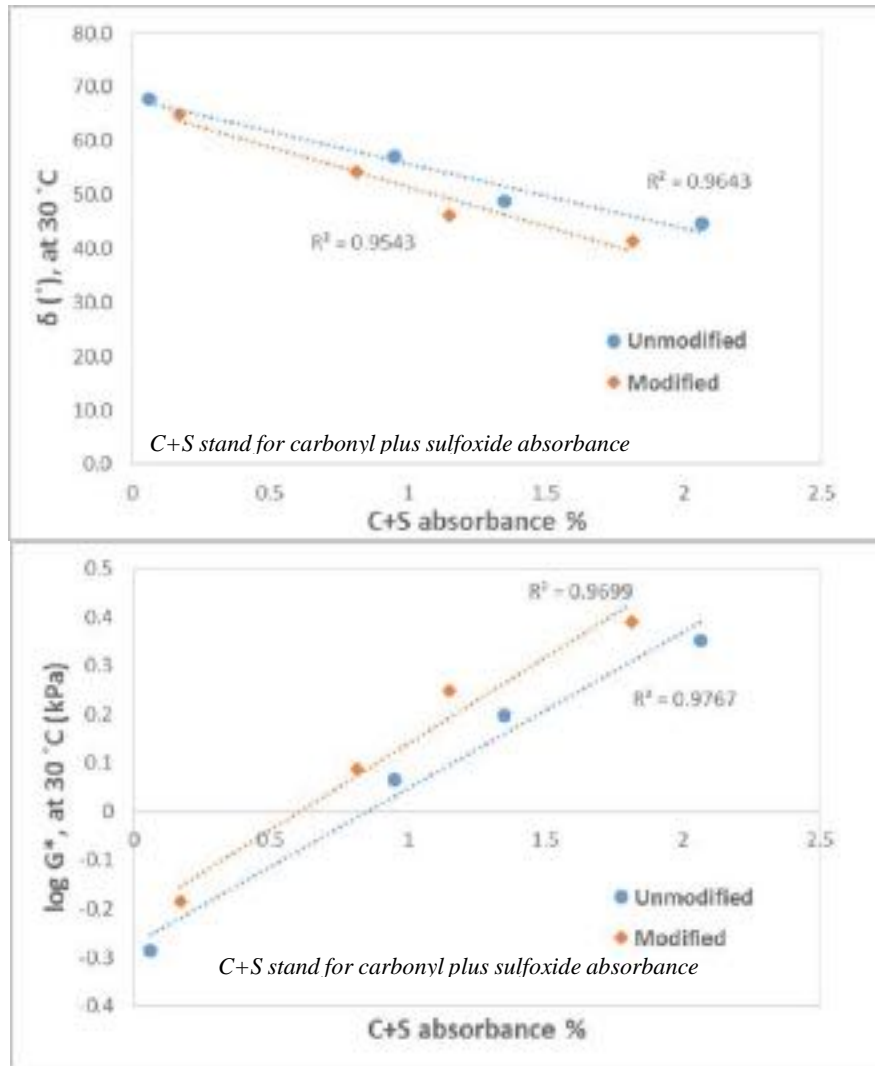 80.0
70.0
60.0
50.0
40.0
30.0
20.0
10.0
0.0
δ (˚), at 30 ˚C
R² = 0.9643
R² = 0.9543
Unmodified
Modified
C+S stand for carbonyl plus sulfoxide absorbance
0 0.5 1 1.5 2 2.5
C+S absorbance %
0.5
0.4
0.3
0.2
0.1
0
-0.1
-0.2
-0.3
-0.4
log G*, at 30 ˚C (kPa)
R² = 0.9699
R² = 0.9767
0.5 1 1.5 2 2.5
Unmodified
Modified
C+S stand for carbonyl plus sulfoxide absorbance
C+S absorbance %